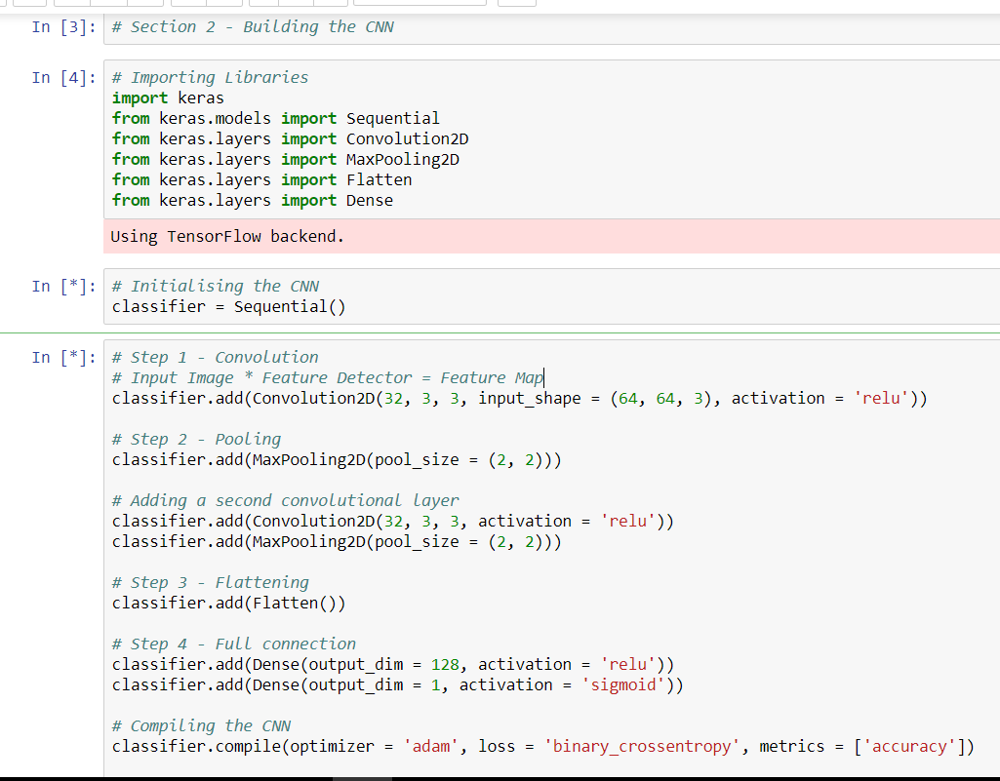 In [3]: # Section 2 - Building the CNN
In [4]: # Importing Libraries
import keras
from keras.models import Sequential
from keras.layers import Convolution2D
from keras.layers import MaxPooling2D
from keras.layers import Flatten
from keras.layers import Dense
Using TensorFlow backend.
In [*]: # Initialising the CNN
classifier = Sequential()
In [*]: # Step 1 - Convolution
# Input Image * Feature Detector = Feature Map
classifier.add(Convolution2D(32, 3, 3, input_shape = (64, 64, 3), activation = 'relu'))
# Step 2 - Pooling
classifier.add(MaxPooling2D(pool_size = (2, 2)))
# Adding a second convolutional layer
classifier.add(Convolution2D(32, 3, 3, activation = 'relu'))
classifier.add(MaxPooling2D(pool_size = (2, 2)))
# Step 3 - Flattening
classifier.add(Flatten())
# Step 4 - Full connection
classifier.add(Dense(output_dim = 128, activation = 'relu'))
classifier.add(Dense(output_dim = 1, activation = 'sigmoid'))
# Compiling the CNN
classifier.compile(optimizer = 'adam', loss = 'binary_crossentropy', metrics = ['accuracy'])